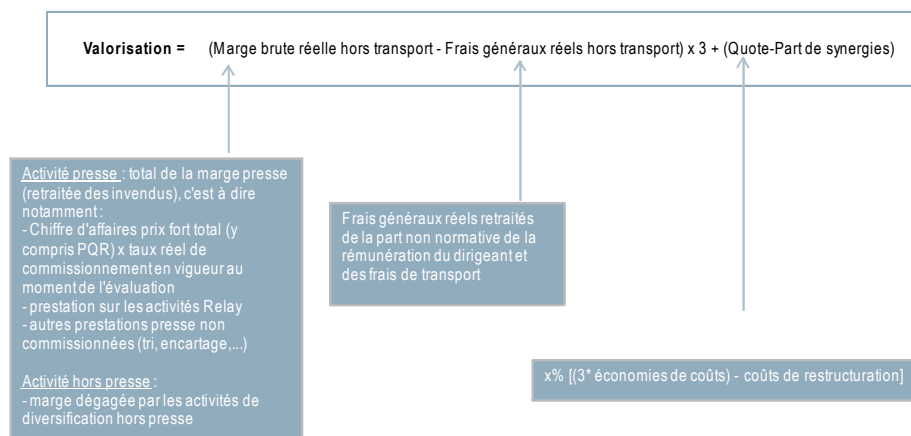 Valorisation = (Marge brute réelle hors transport - Frais généraux réels hors transport) x 3 + (Quote-Part de synergies)
Activité presse : total de la marge presse
(retraitée des invendus), c'est à dire
notamment :
- Chiffre d'affaires prix fort total (y
compris PQR) x taux réel de
commissionnement en vigueur au
moment de l'évaluation
- prestation sur les activités Relay
- autres prestations presse non
commissionnées (tri, encartage,...)
Activité hors presse :
- marge dégagée par les activités de
diversification hors presse
Frais généraux réels retraités
de la part non normative de la
rémunération du dirigeant et
des frais de transport
x% [(3* économies de coûts) - coûts de restructuration]